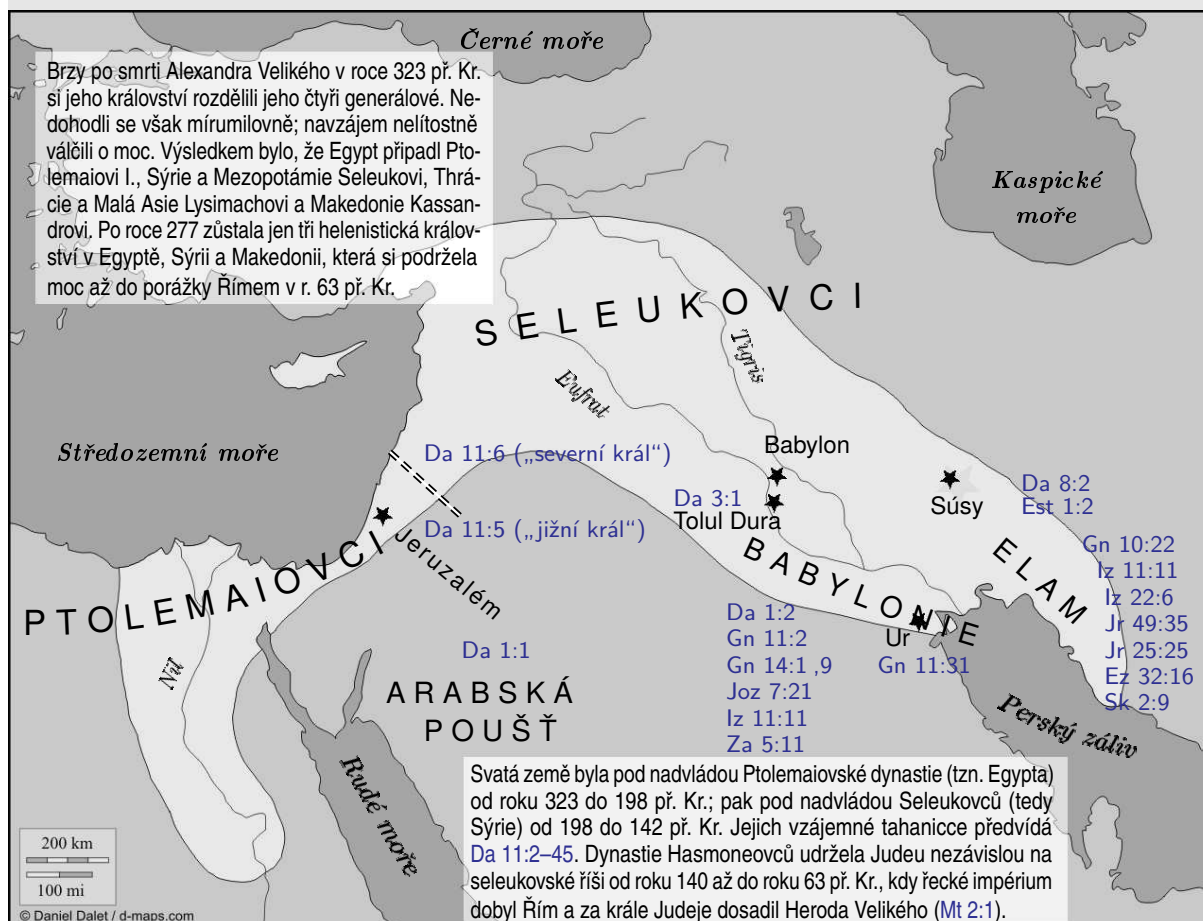 Černé moře
Brzy po smrti Alexandra Velikého v roce 323 př. Kr.
si jeho království rozdělili jeho čtyři generálové. Ne-
dohodli se však mírumilovně; navzájem nelítostně
válčili o moc. Výsledkem bylo, že Egypt připadl Pto-
lemaiovi I., Sýrie a Mezopotámie Seleukovi, Thrá-
cie a Malá Asie Lysimachovi a Makedonie Kassan-
drovi. Po roce 277 zůstala jen tři helenistická králov-
ství v Egyptě, Sýrii a Makedonii, která si podržela
moc až do porážky Římem v r. 63 př. Kr.
Kaspické
moře
SELEUKOVCI
Tigris
Eufrat
Středozemní moře
Da 11:6 („severní král“)
Babylon
Da 3:1
Tolul Dura
Súsy
Da 8:2
Est 1:2
Da 11:5 („jižní král“)
Jeruzalém
PTOLEMAIOVCI
Nil
BABYLONIE
ELAM
Gn 10:22
Iz 11:11
Iz 22:6
Jr 49:35
Jr 25:25
Ez 32:16
Sk 2:9
Da 1:1
ARABSKÁ
POUŠŤ
Da 1:2
Gn 11:2
Gn 14:1 ,9
Joz 7:21
Iz 11:11
Za 5:11
Ur
Gn 11:31
Perský záliv
Rudé moře
Svatá země byla pod nadvládou Ptolemaiovské dynastie (tzn. Egypta)
od roku 323 do 198 př. Kr.; pak pod nadvládou Seleukovců (tedy
Sýrie) od 198 do 142 př. Kr. Jejich vzájemné tahanicce předvídá
Da 11:2–45. Dynastie Hasmoneovců udržela Judeu nezávislou na
seleukovské říši od roku 140 až do roku 63 př. Kr., kdy řecké impérium
dobyl Řím a za krále Judeje dosadil Heroda Velikého (Mt 2:1).
200 km
100 mi
© Daniel Dalet / d-maps.com